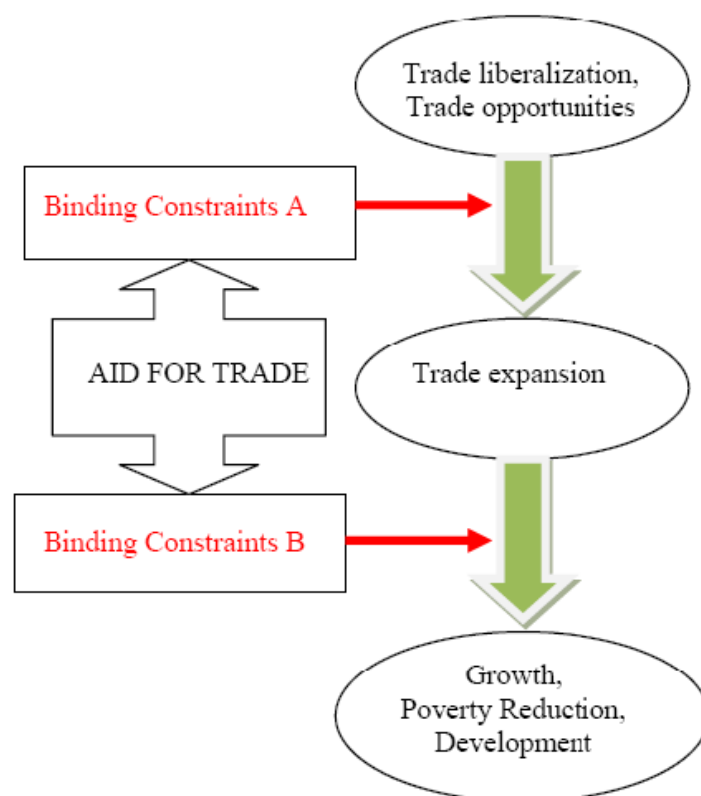 Trade liberalization,
Trade opportunities
Binding Constraints A
AID FOR TRADE
Trade expansion
Binding Constraints B
Growth,
Poverty Reduction,
Development